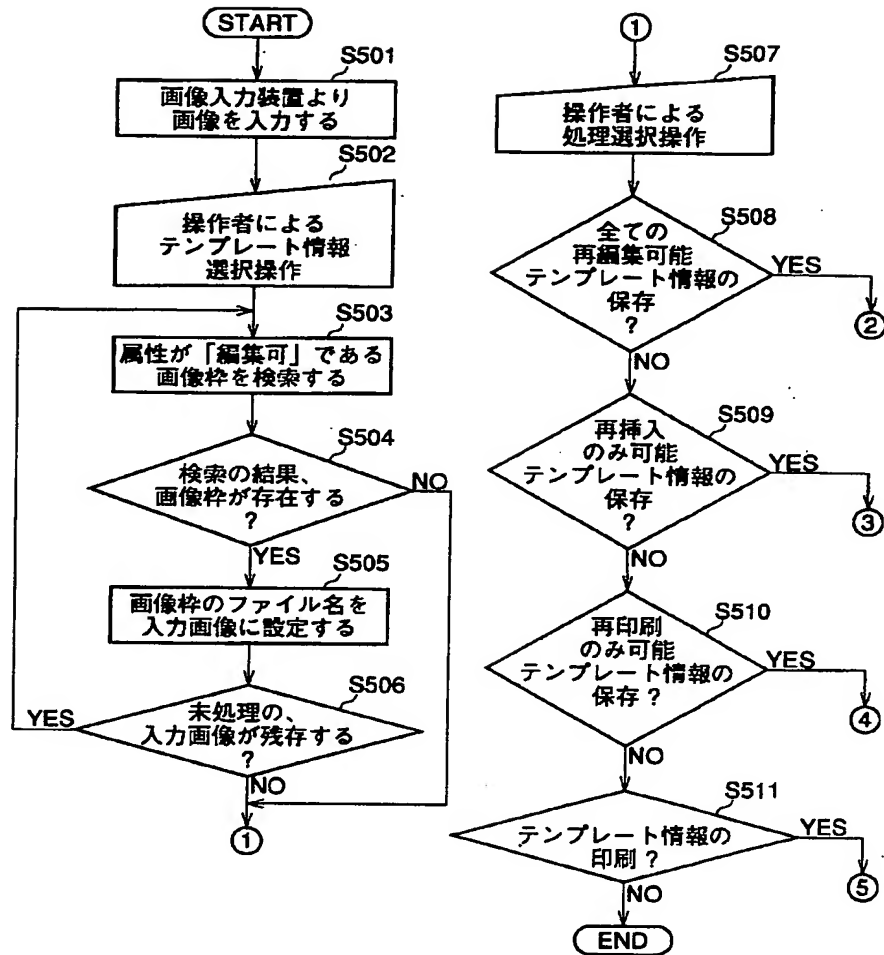 START
S501
画像入力装置より
画像を入力する
S502
操作者による
テンプレート情報
選択操作
S503
属性が「編集可」である
画像枠を検索する
S504
検索の結果、
画像枠が存在する
?
NO
YES
S505
画像枠のファイル名を
入力画像に設定する
S506
未処理の、
入力画像が残存する
?
YES
NO
①
①
S507
操作者による
処理選択操作
S508
全ての
再編集可能
テンプレート情報の
保存
?
YES
②
NO
S509
再挿入
のみ可能
テンプレート情報の
保存
?
YES
③
NO
S510
再印刷
のみ可能
テンプレート情報の
保存?
YES
④
NO
S511
テンプレート情報の
印刷?
YES
⑤
NO
END